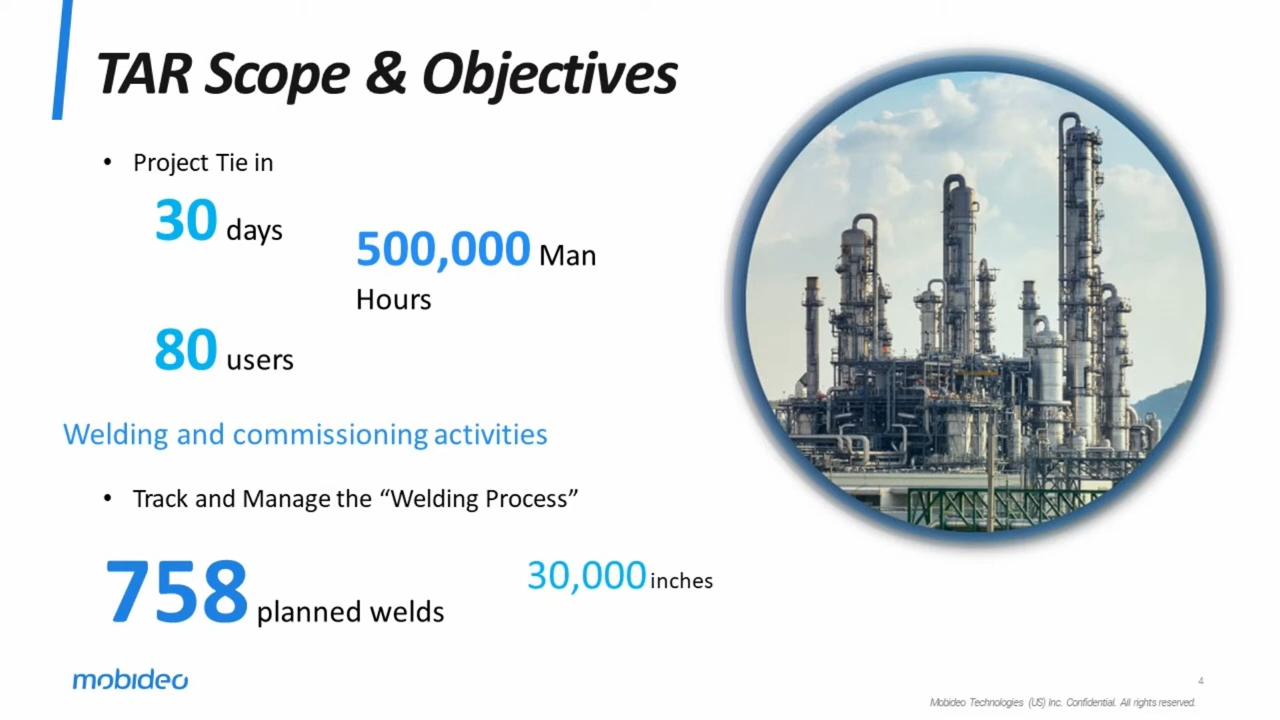 TAR Scope & Objectives
• Project Tie in
30 days
500,000 Man
Hours
80 users
Welding and commissioning activities
• Track and Manage the “Welding Process”
758 planned welds
30,000 inches
mobideo
4
Mobideo Technologies (US) Inc. Confidential. All rights reserved.